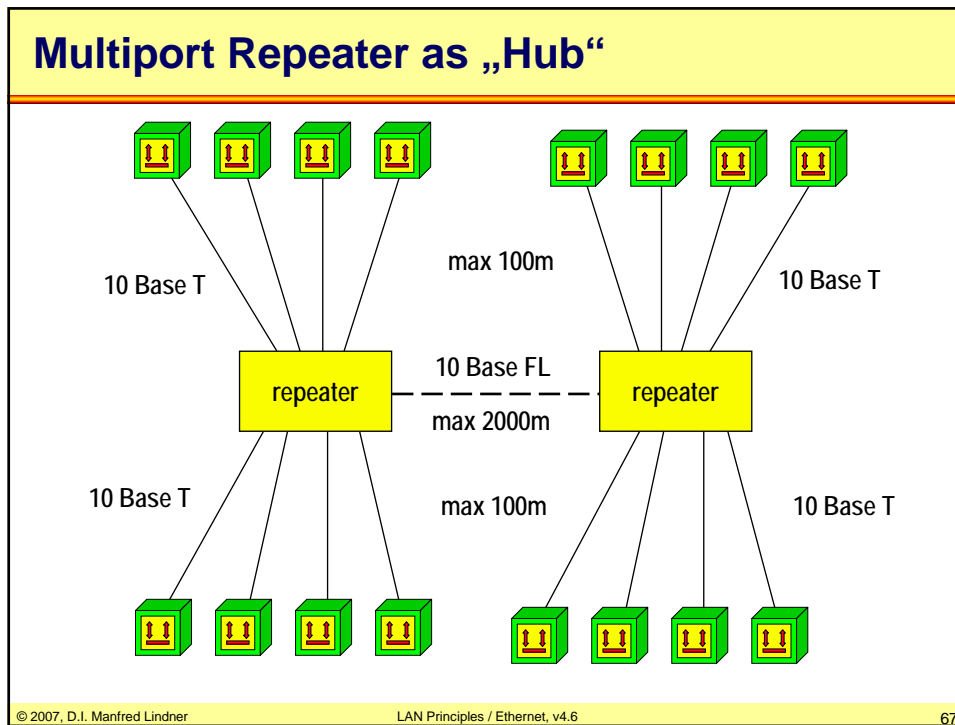 Multiport Repeater as „Hub“
max 100m
10 Base T
10 Base T
10 Base FL
repeater
repeater
max 2000m
10 Base T
max 100m
10 Base T
© 2007, D.I. Manfred Lindner
LAN Principles / Ethernet, v4.6
67